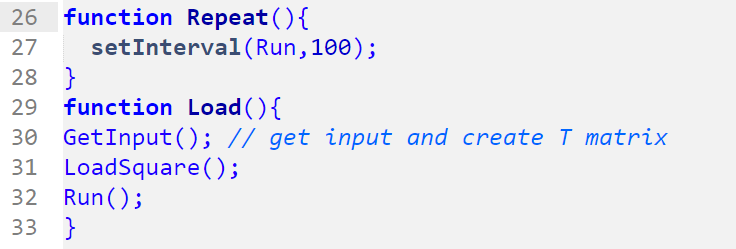 26 function Repeat(){
27   setInterval(Run,100);
28 }
29 function Load(){
30 GetInput(); // get input and create T matrix
31 LoadSquare();
32 Run();
33 }